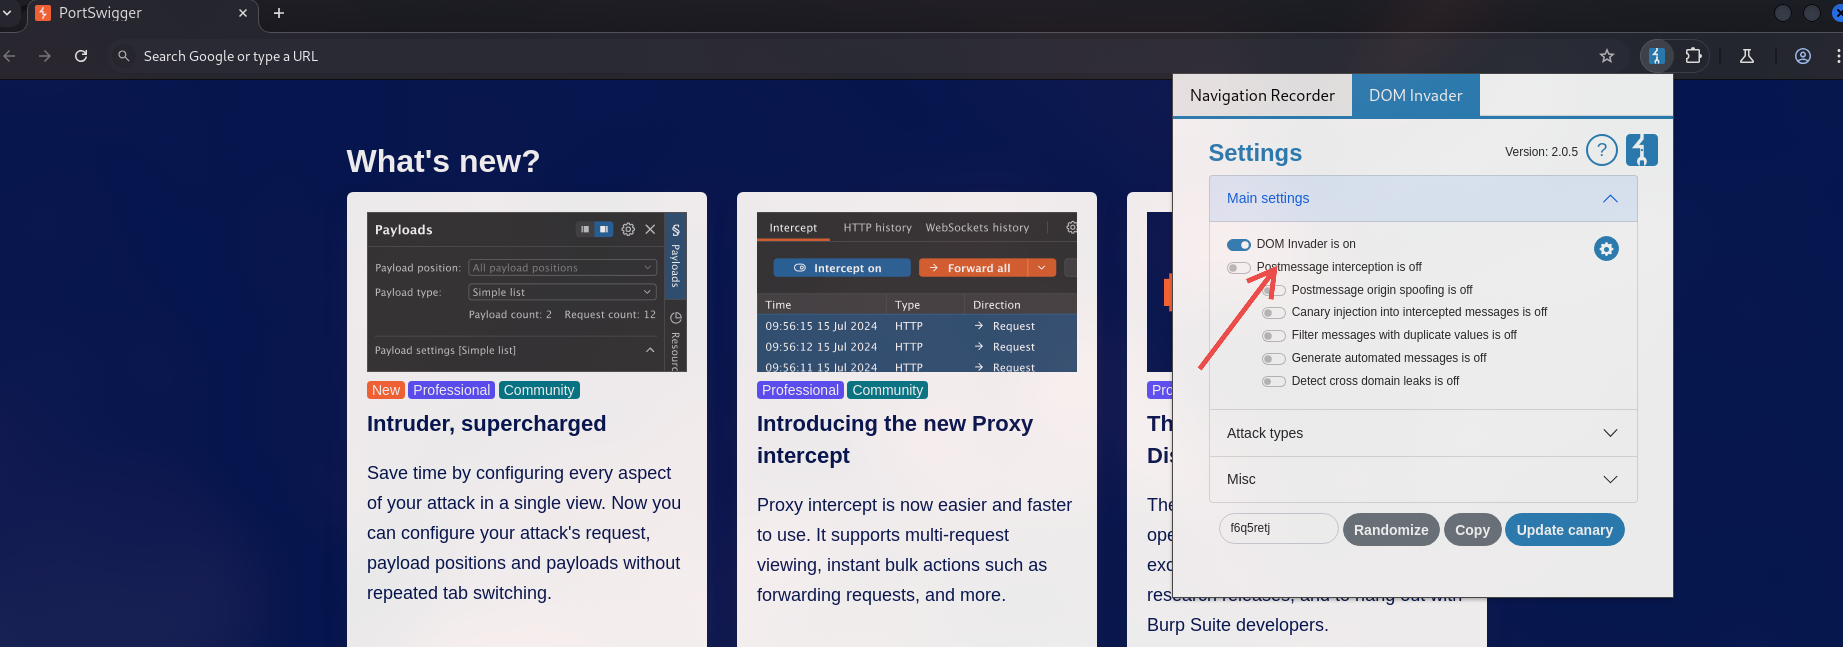 PortSwigger
Search Google or type a URL
Navigation Recorder
DOM Invader
Settings
Version: 2.0.5
?
Main settings
DOM Invader is on
Postmessage interception is off
Postmessage origin spoofing is off
Canary injection into intercepted messages is off
Filter messages with duplicate values is off
Generate automated messages is off
Detect cross domain leaks is off
Attack types
Misc
f6q5retj
Randomize
Copy
Update canary
What's new?
Payloads
Payload position: All payload positions
Payload type: Simple list
Payload count: 2 Request count: 12
Payload settings [Simple list]
Payloads
New Professional Community
Intruder, supercharged
Save time by configuring every aspect
of your attack in a single view. Now you
can configure your attack's request,
payload positions and payloads without
repeated tab switching.
Intercept HTTP history WebSockets history
Intercept on Forward all
Time Type Direction
09:56:15 15 Jul 2024 HTTP → Request
09:56:12 15 Jul 2024 HTTP → Request
09:56:11 15 Jul 2024 HTTP → Request
Professional Community
Introducing the new Proxy
intercept
Proxy intercept is now easier and faster
to use. It supports multi-request
viewing, instant bulk actions such as
forwarding requests, and more.
Burp Suite developers.